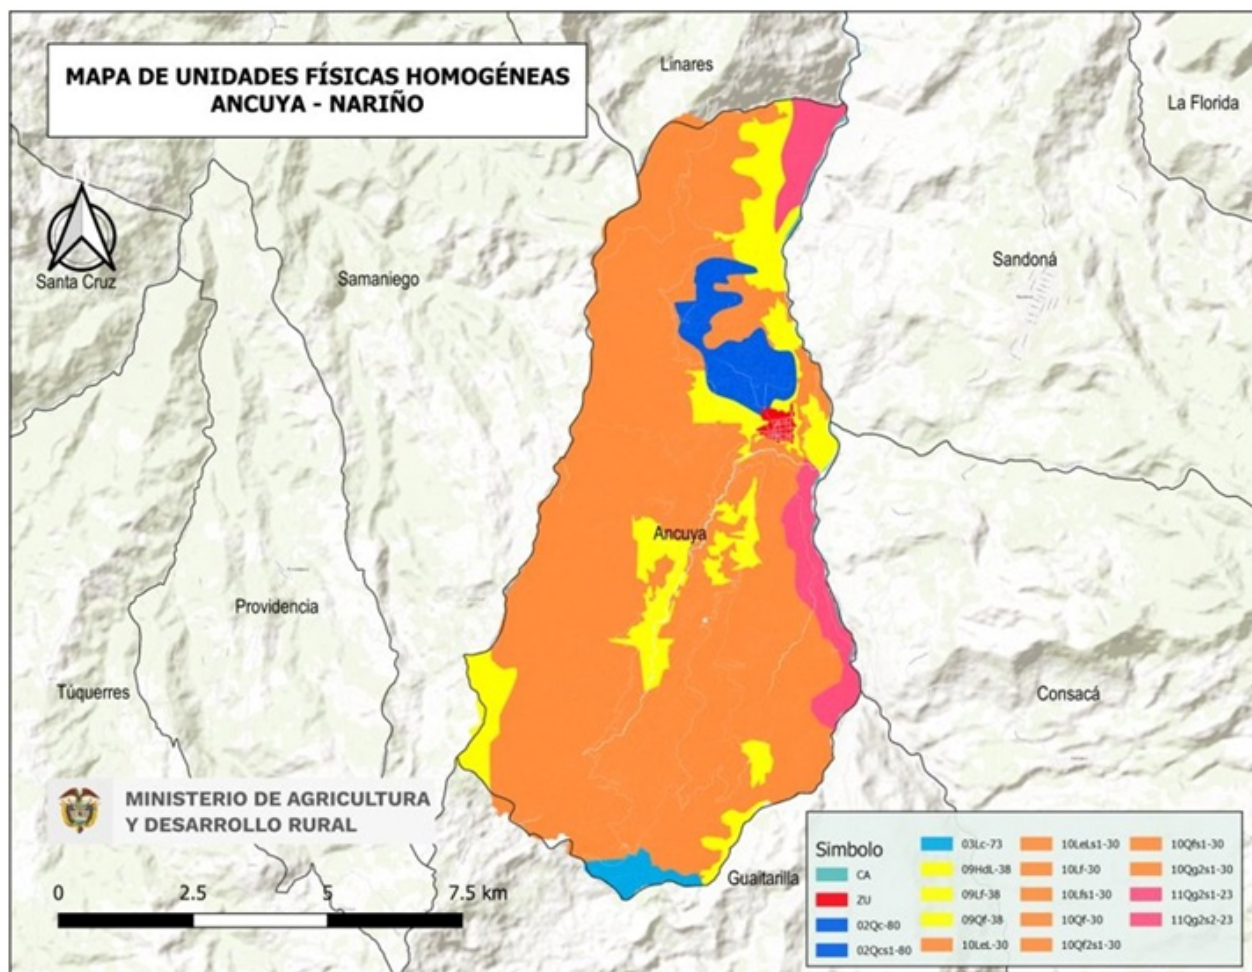 MAPA DE UNIDADES FÍSICAS HOMOGÉNEAS
ANCUYA - NARIÑO
Linares
La Florida
Santa Cruz
Samaniego
Sandoná
Ancuya
Providencia
Túquerres
Consacá
MINISTERIO DE AGRICULTURA
Y DESARROLLO RURAL
Guaitarilla
0 2.5 5 7.5 km
Simbolo
CA
ZU
02Qc-80
02Qcs1-80
03Lc-73
09HdL-38
09Lf-38
09Qf-38
10LeL-30
10LeLs1-30
10Lf-30
10Lfs1-30
10Qf-30
10Qf2s1-30
10Qfs1-30
10Qg2s1-30
11Qg2s1-23
11Qg2s2-23